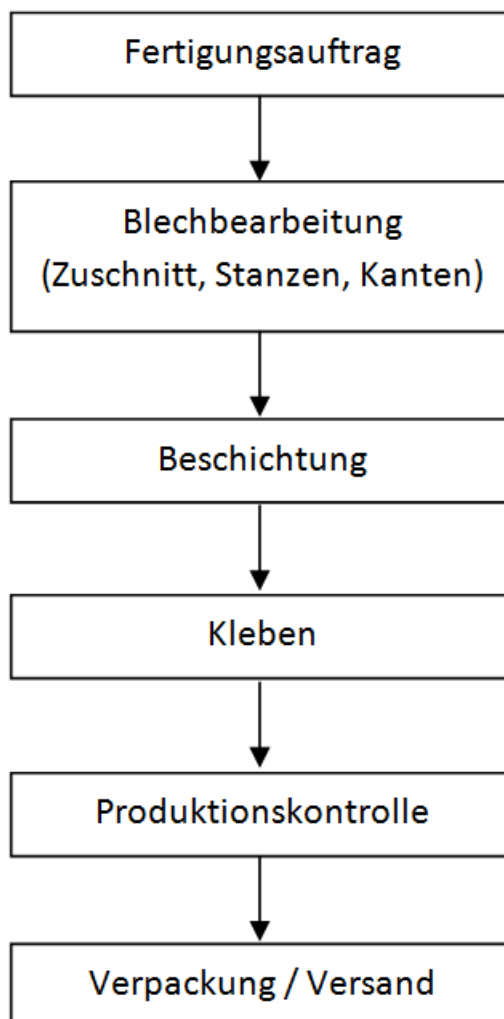 Fertigungsauftrag
Blechbearbeitung
(Zuschnitt, Stanzen, Kanten)
Beschichtung
Kleben
Produktionskontrolle
Verpackung / Versand